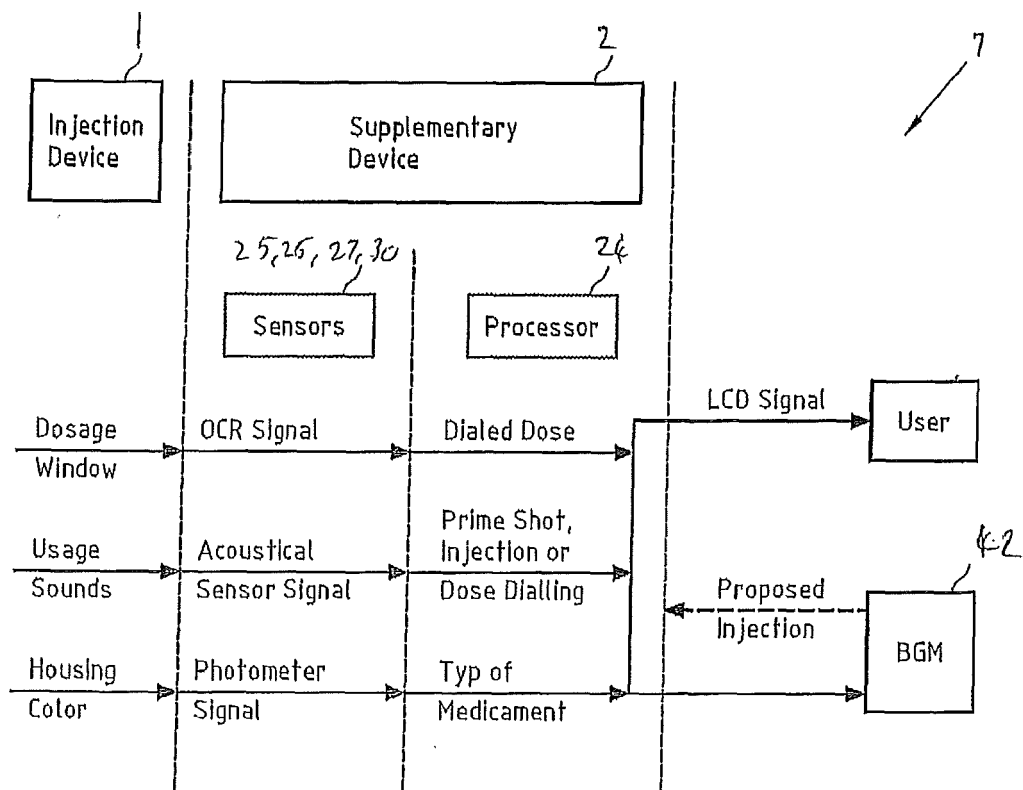 1
2
7
Injection
Device
Supplementary
Device
25,26, 27,30
24
Sensors
Processor
LCD Signal
User
Dosage
Window
OCR Signal
Dialed Dose
Usage
Sounds
Acoustical
Sensor Signal
Prime Shot,
Injection or
Dose Dialling
42
Proposed
Injection
BGM
Housing
Color
Photometer
Signal
Typ of
Medicament